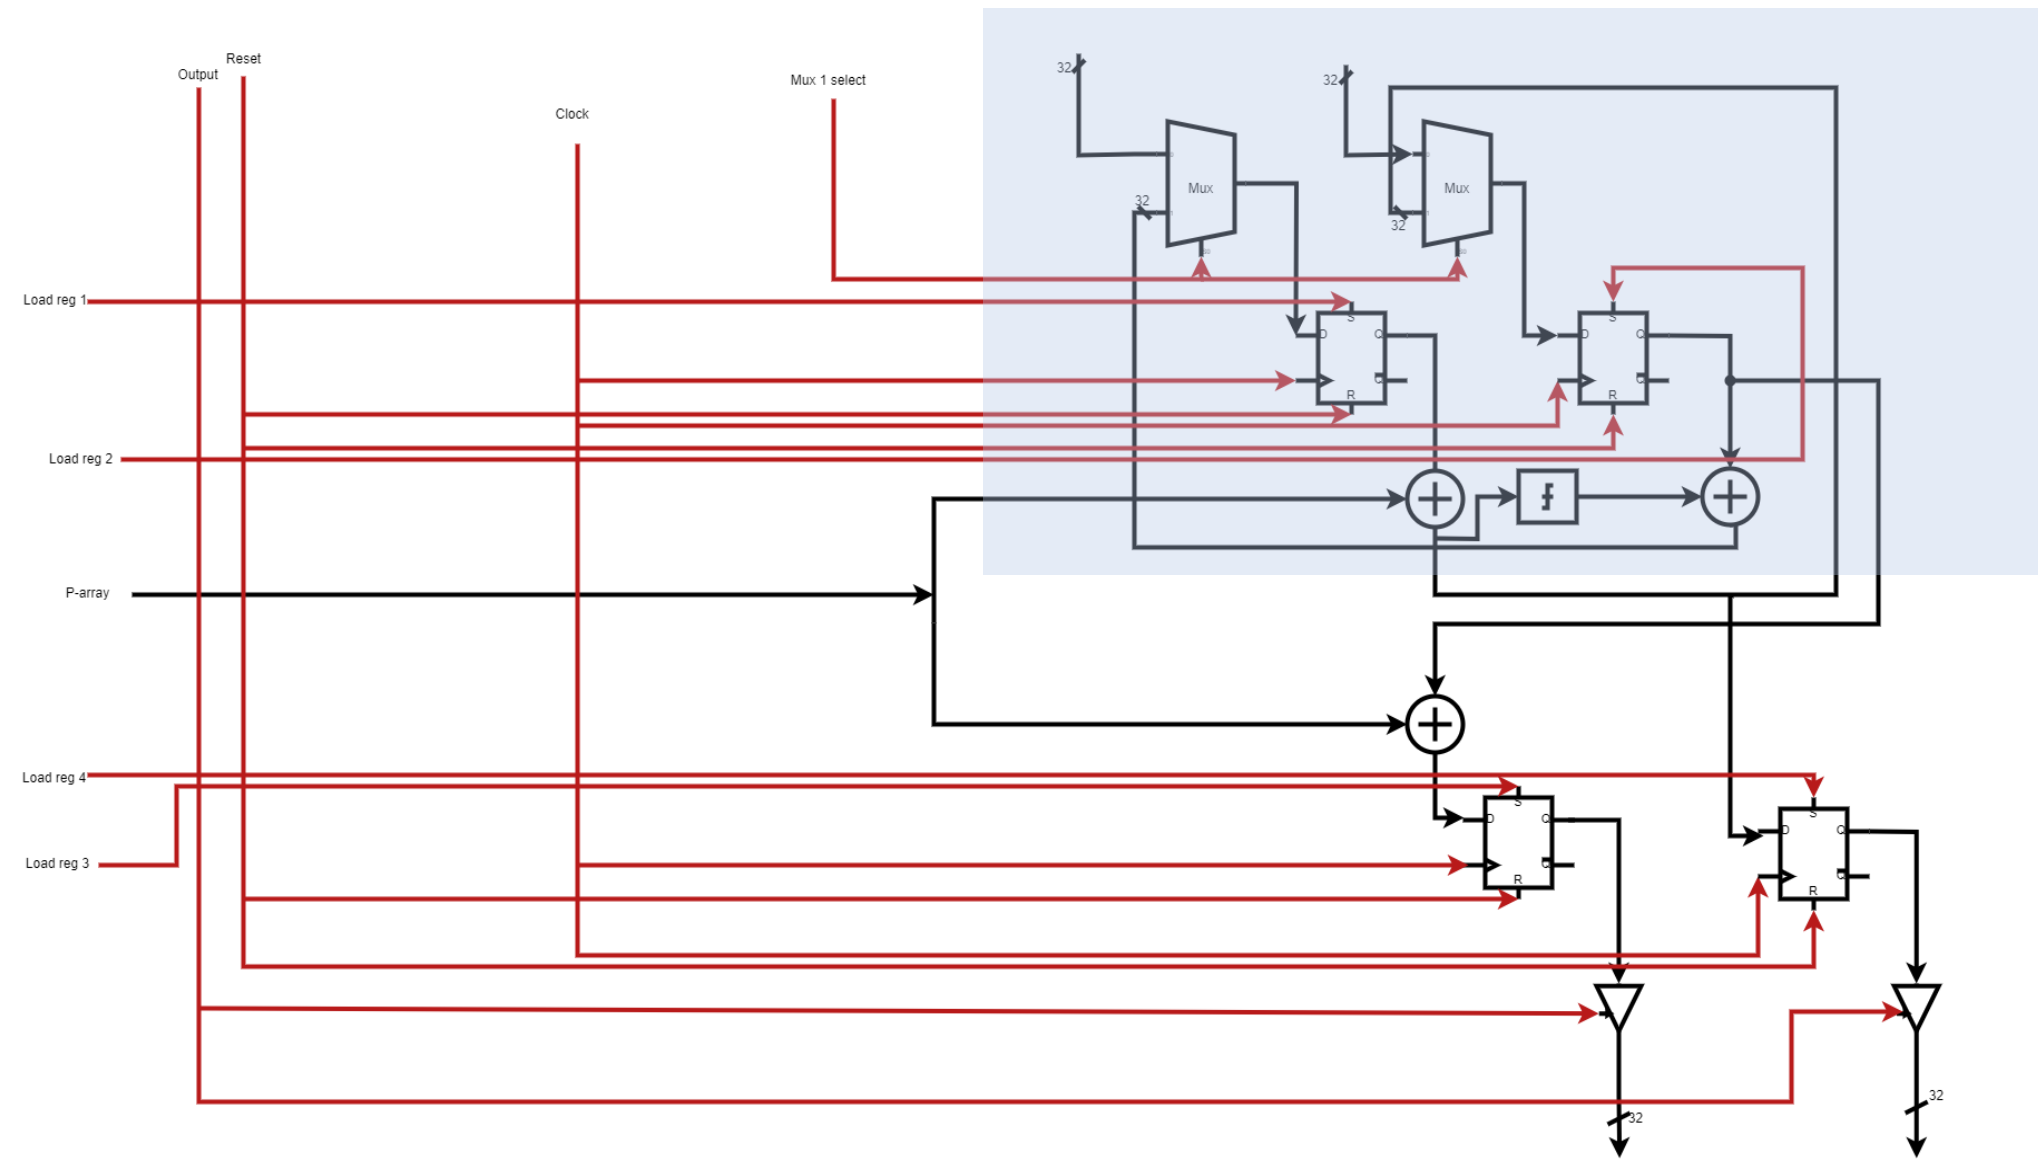 Reset
Output
Mux 1 select
Clock
32
32
Mux
Mux
32
32
Load reg 1
S
D
Q
Q
R
S
D
Q
Q
R
Load reg 2
P-array
Load reg 4
Load reg 3
S
D
Q
Q
R
S
D
Q
Q
R
32
32